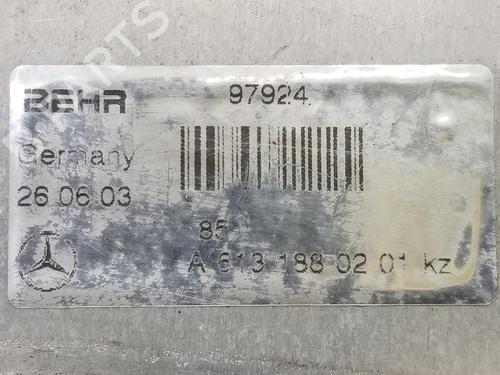 BEHR
97924
Germany
26 06 03
85
A 613 188 02 01 kz